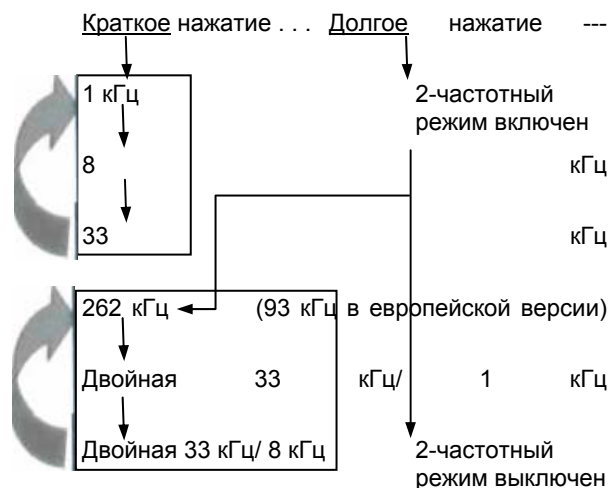 Краткое нажатие . . . Долгое нажатие ---
1 кГц
2-частотный
режим включен
8 кГц
33 кГц
262 кГц (93 кГц в европейской версии)
Двойная 33 кГц/ 1 кГц
Двойная 33 кГц/ 8 кГц
2-частотный
режим выключен